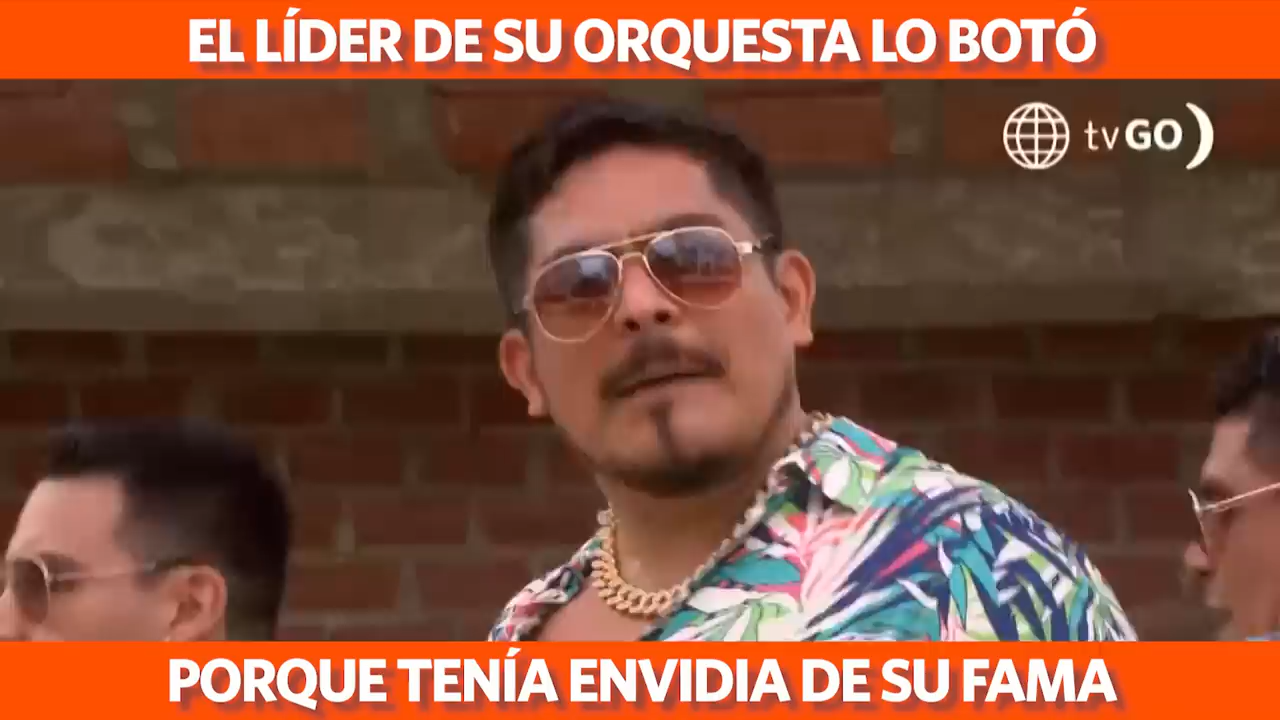 EL LÍDER DE SU ORQUESTA LO BOTÓ
tvGO
PORQUE TENÍA ENVIDIA DE SU FAMA